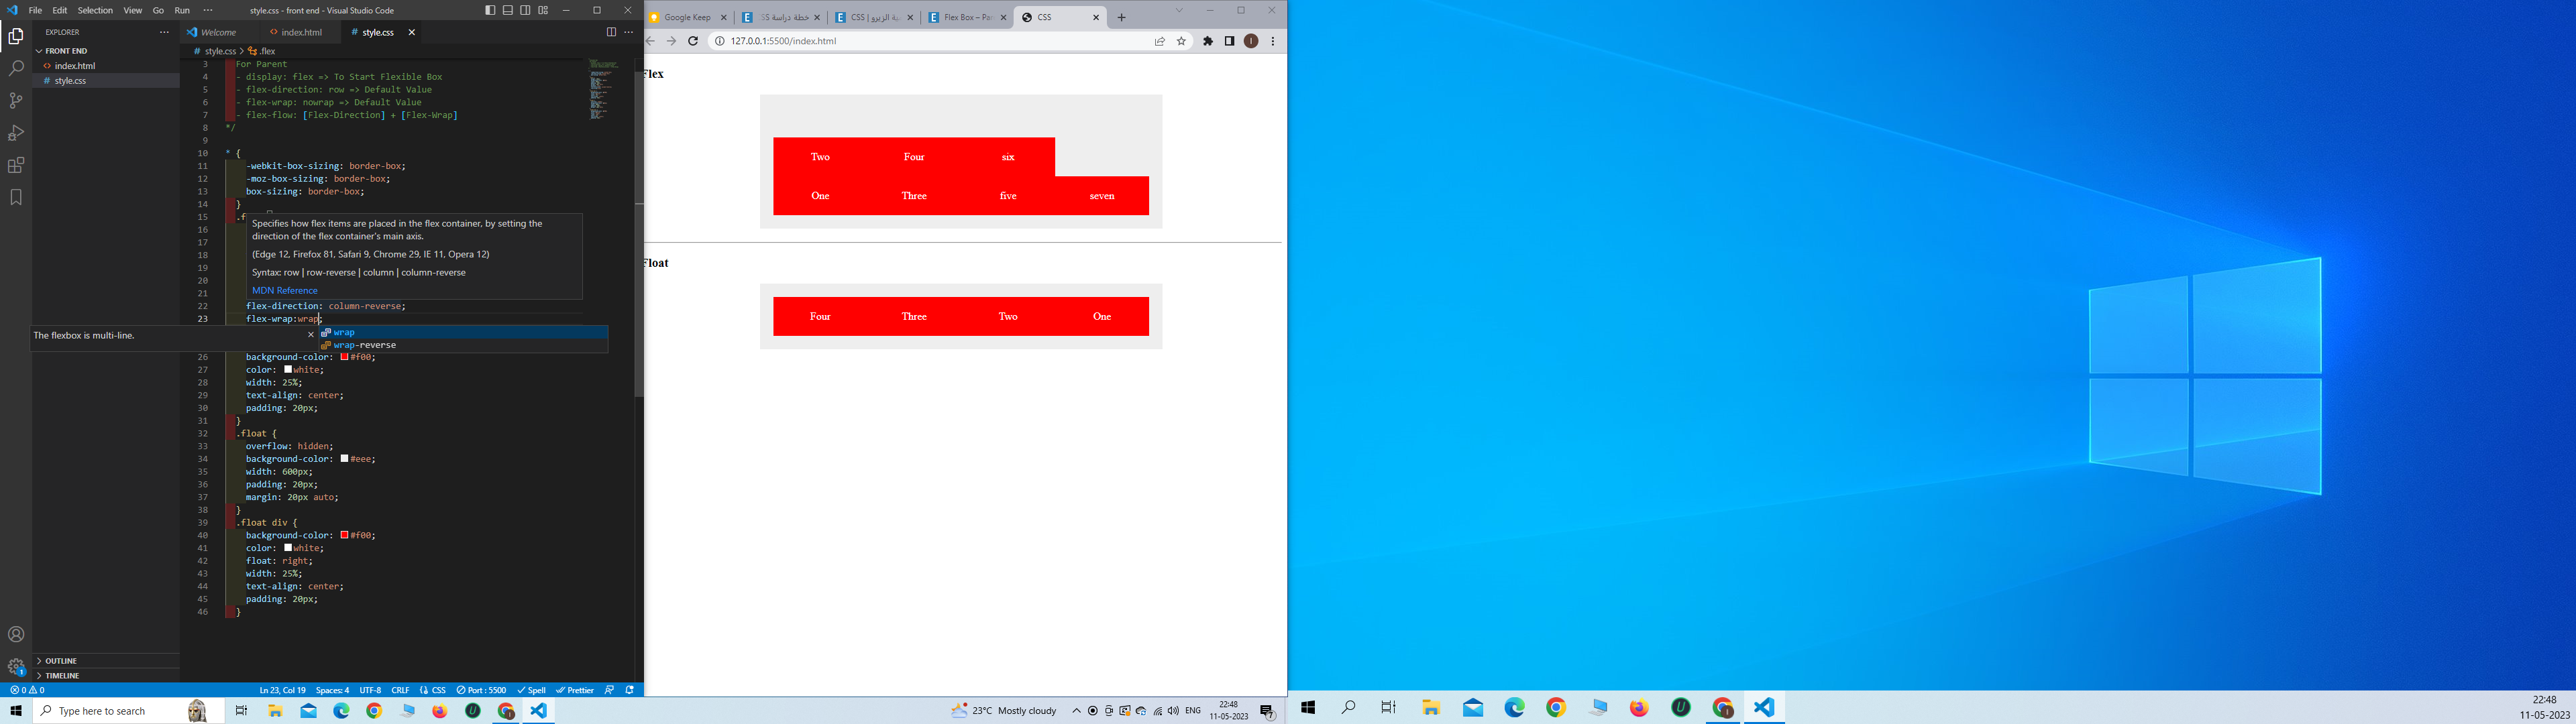 File Edit Selection View Go Run ··· style.css - front end - Visual Studio Code
EXPLORER ···
FRONT END
index.html
style.css
OUTLINE
TIMELINE
Welcome index.html style.css
style.css > .flex
3 For Parent
4 - display: flex => To Start Flexible Box
5 - flex-direction: row => Default Value
6 - flex-wrap: nowrap => Default Value
7 - flex-flow: [Flex-Direction] + [Flex-Wrap]
8 */
9
10 * {
11 -webkit-box-sizing: border-box;
12 -moz-box-sizing: border-box;
13 box-sizing: border-box;
14 }
15 .f
16
17
18
19
20
21
Specifies how flex items are placed in the flex container, by setting the
direction of the flex container's main axis.
(Edge 12, Firefox 81, Safari 9, Chrome 29, IE 11, Opera 12)
Syntax: row | row-reverse | column | column-reverse
MDN Reference
22 flex-direction: column-reverse;
23 flex-wrap:wrap;
The flexbox is multi-line.
wrap
wrap-reverse
26 background-color: #f00;
27 color: white;
28 width: 25%;
29 text-align: center;
30 padding: 20px;
31 }
32 .float {
33 overflow: hidden;
34 background-color: #eee;
35 width: 600px;
36 padding: 20px;
37 margin: 20px auto;
38 }
39 .float div {
40 background-color: #f00;
41 color: white;
42 float: right;
43 width: 25%;
44 text-align: center;
45 padding: 20px;
46 }
0 0 Ln 23, Col 19 Spaces: 4 UTF-8 CRLF CSS Port : 5500 Spell Prettier
Google Keep خطة دراسة CSS | الزيرو Flex Box – Par CSS
127.0.0.1:5500/index.html
Flex
Two Four six
One Three five seven
Float
Four Three Two One
Type here to search
23°C Mostly cloudy ENG 22:48
11-05-2023
7
22:48
11-05-2023